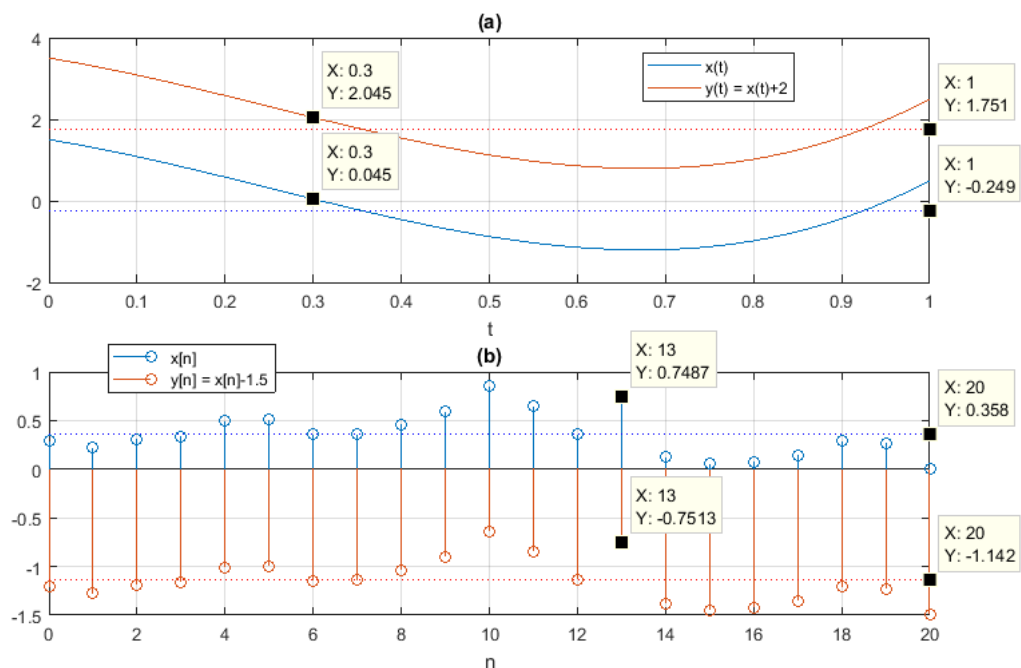 (a)
4
2
0
-2
X: 0.3
Y: 2.045
X: 0.3
Y: 0.045
x(t)
y(t) = x(t)+2
X: 1
Y: 1.751
X: 1
Y: -0.249
0 0.1 0.2 0.3 0.4 0.5 0.6 0.7 0.8 0.9 1
t
(b)
x[n]
y[n] = x[n]-1.5
1
0.5
0
-0.5
-1
-1.5
X: 13
Y: 0.7487
X: 13
Y: -0.7513
X: 20
Y: 0.358
X: 20
Y: -1.142
0 2 4 6 8 10 12 14 16 18 20
n